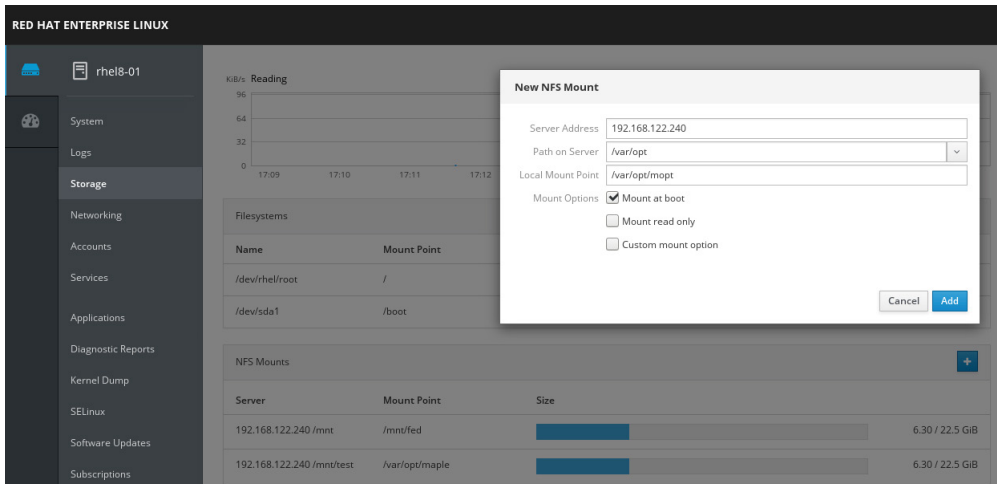 RED HAT ENTERPRISE LINUX
rhel8-01
System
Logs
Storage
Networking
Accounts
Services
Applications
Diagnostic Reports
Kernel Dump
SELinux
Software Updates
Subscriptions
KiB/s Reading
96
64
32
0
17:09 17:10 17:11 17:12
Filesystems
Name Mount Point
/dev/rhel/root /
/dev/sda1 /boot
NFS Mounts
Server Mount Point Size
192.168.122.240 /mnt /mnt/fed 6.30 / 22.5 GiB
192.168.122.240 /mnt/test /var/opt/maple 6.30 / 22.5 GiB
New NFS Mount
Server Address 192.168.122.240
Path on Server /var/opt
Local Mount Point /var/opt/mopt
Mount Options Mount at boot
Mount read only
Custom mount option
Cancel Add